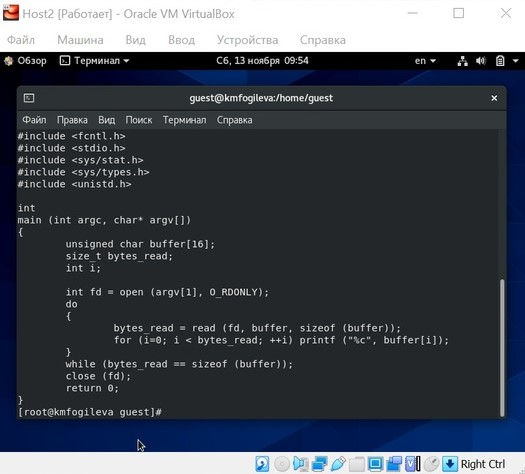 Host2 [Работает] - Oracle VM VirtualBox
Файл Машина Вид Ввод Устройства Справка
Обзор Терминал Сб, 13 ноября 09:54 en
guest@kmfogileva:/home/guest
Файл Правка Вид Поиск Терминал Справка
#include <fcntl.h>
#include <stdio.h>
#include <sys/stat.h>
#include <sys/types.h>
#include <unistd.h>
int
main (int argc, char* argv[])
{
unsigned char buffer[16];
size_t bytes_read;
int i;
int fd = open (argv[1], O_RDONLY);
do
{
bytes_read = read (fd, buffer, sizeof (buffer));
for (i=0; i < bytes_read; ++i) printf ("%c", buffer[i]);
}
while (bytes_read == sizeof (buffer));
close (fd);
return 0;
}
[root@kmfogileva guest]#
Right Ctrl